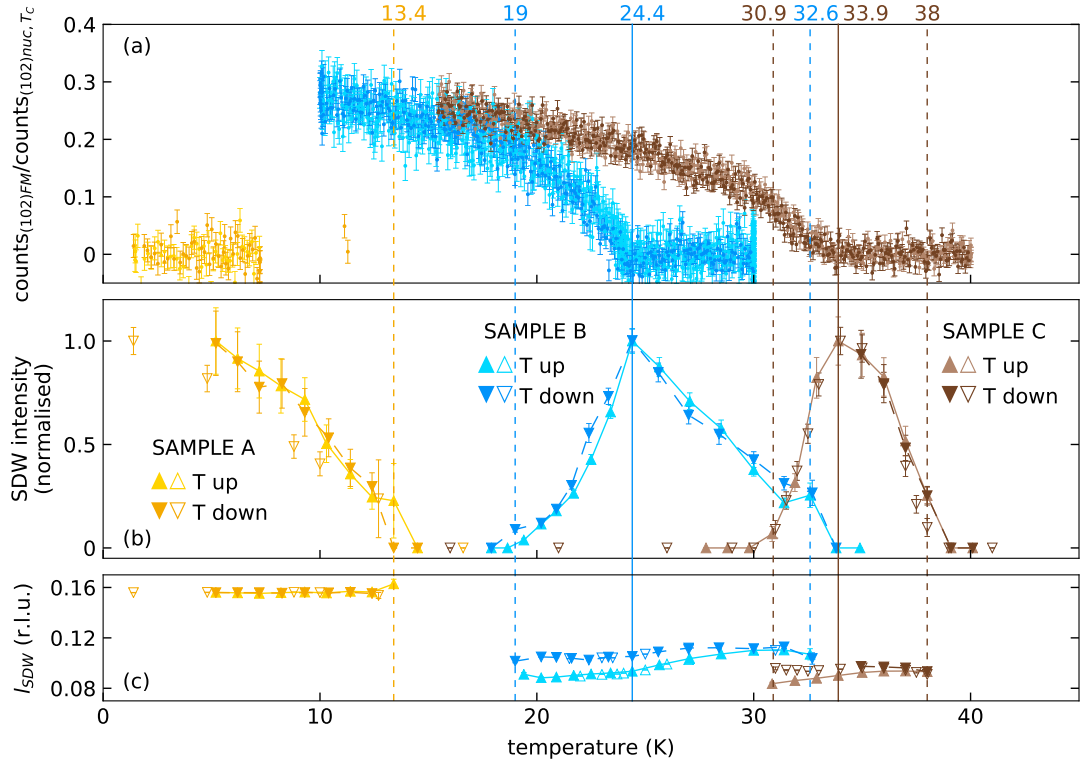 13.4 19 24.4 30.9 32.6 33.9 38
0.4
(a)
0.3
0.2
0.1
0
counts(102)FM/counts(102)nuc, Tc
1.0
0.5
0
SDW intensity
(normalised)
SAMPLE B
T up
T down
SAMPLE C
T up
T down
SAMPLE A
T up
T down
(b)
0.16
0.12
0.08
lSDW (r.l.u.)
(c)
0 10 20 30 40
temperature (K)